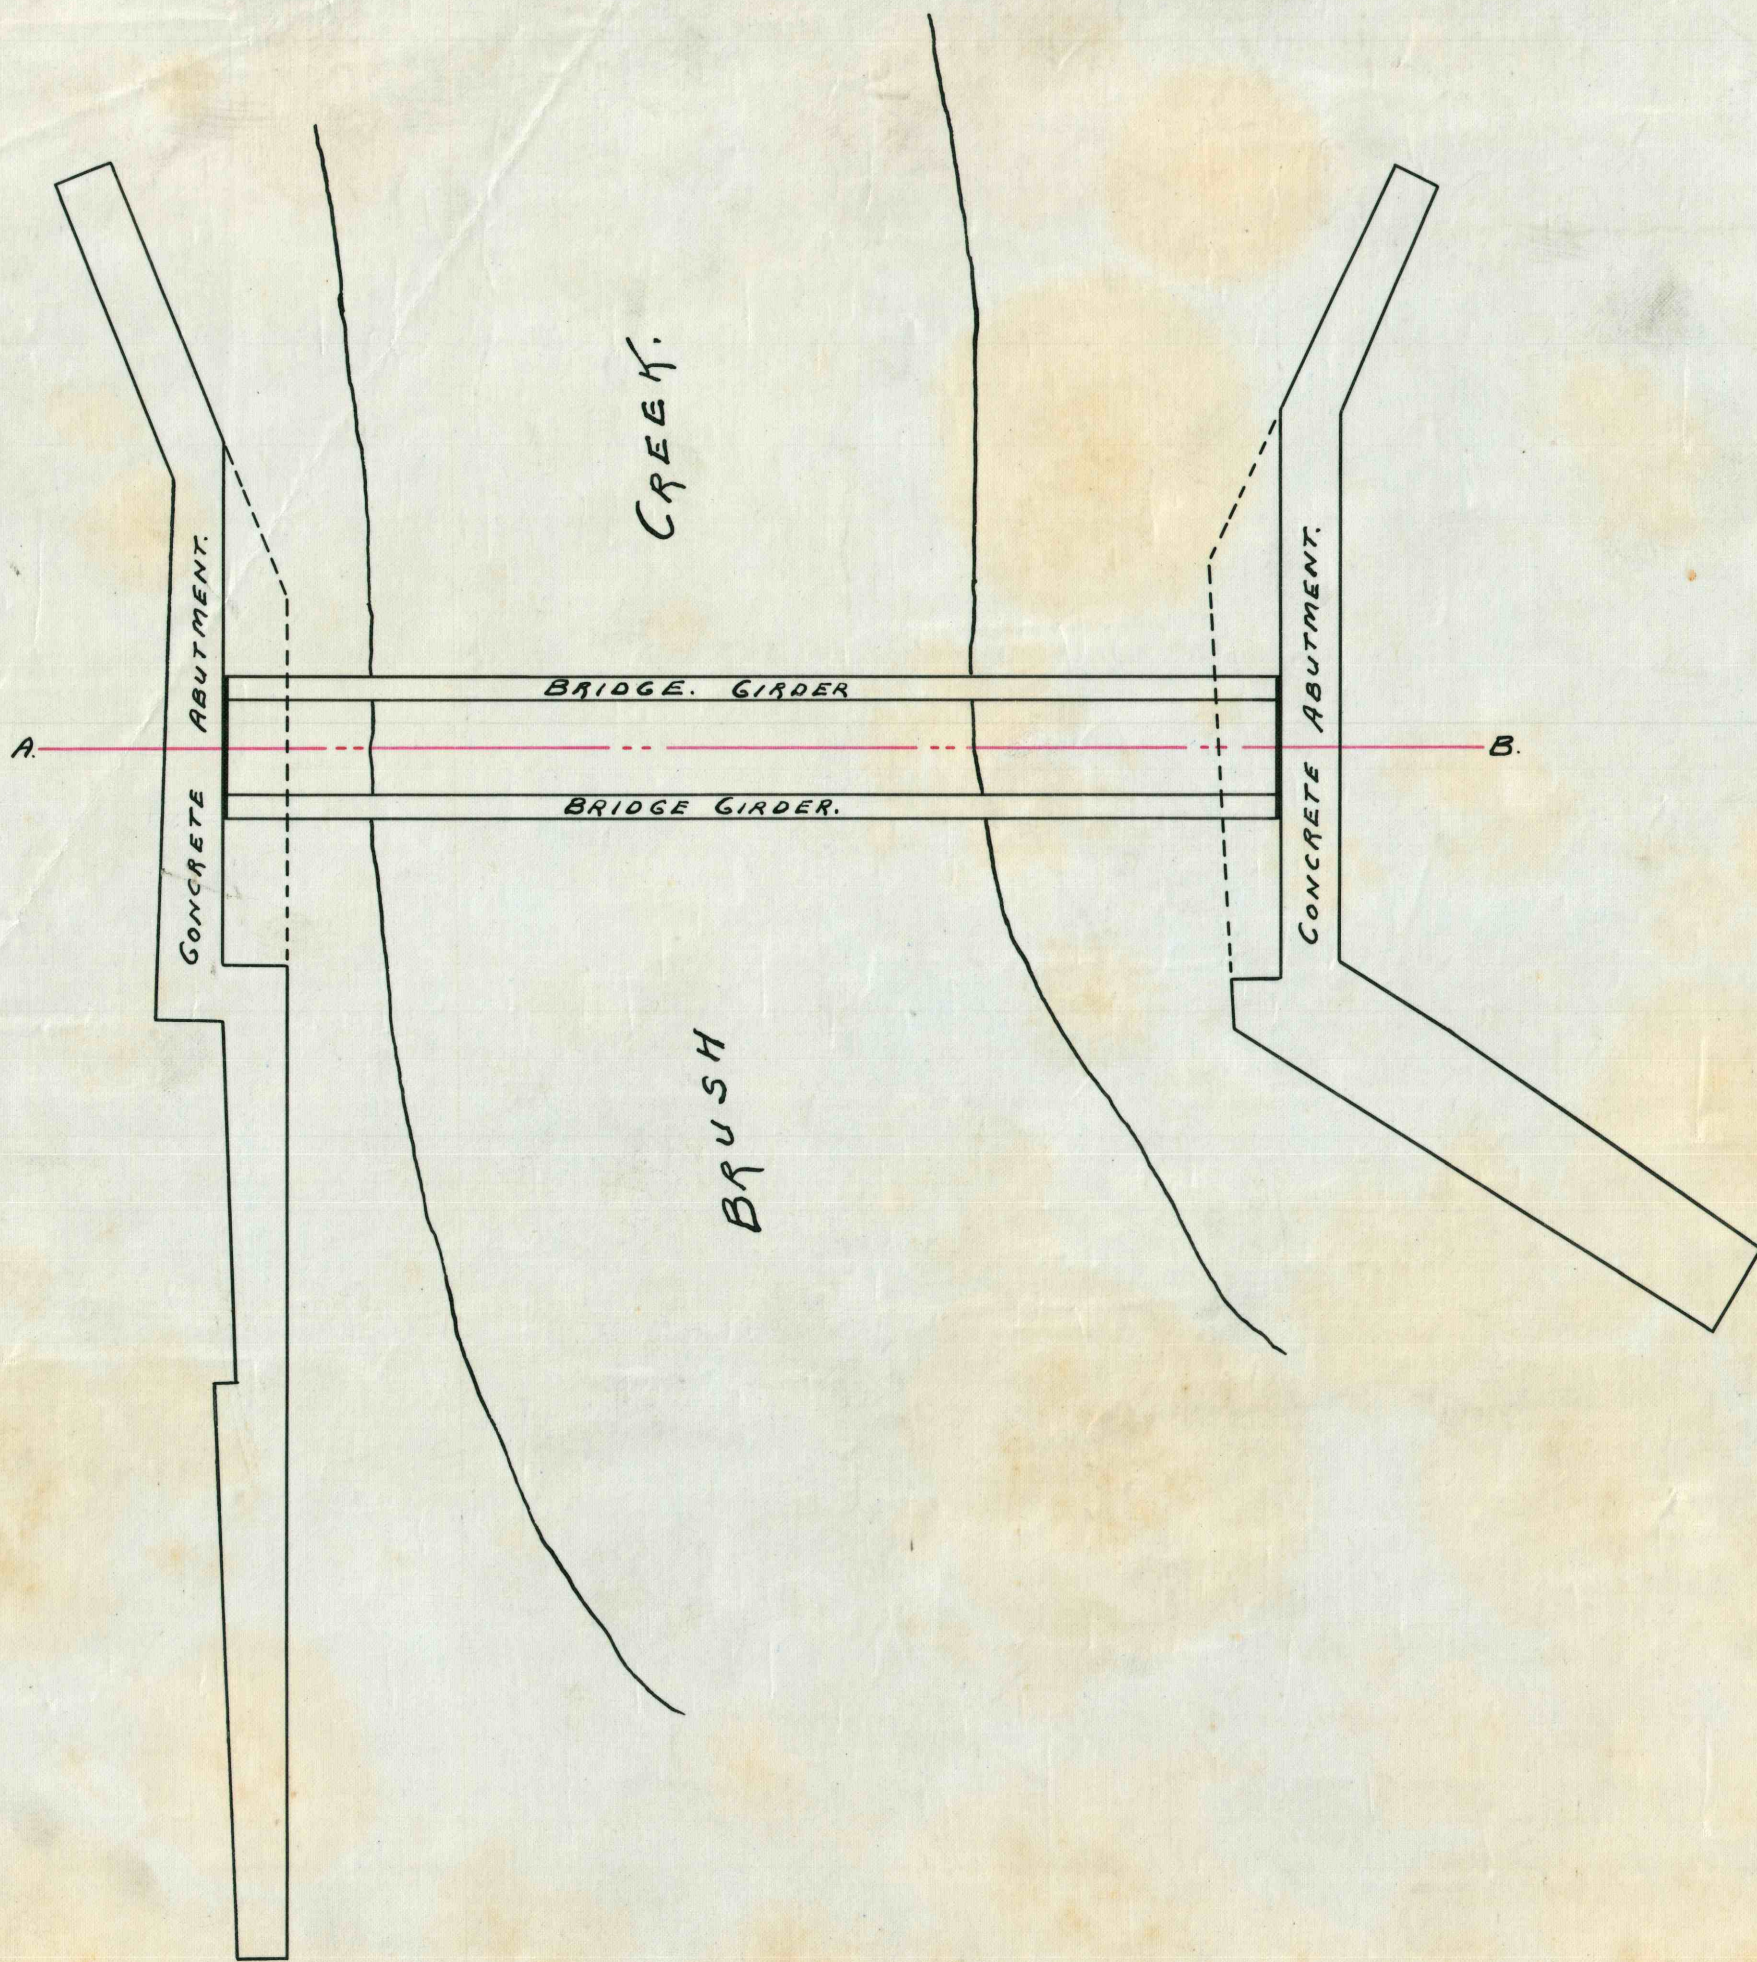 BRUSH CREEK.
CONCRETE ABUTMENT.
BRIDGE. GIRDER
A.
B.
BRIDGE GIRDER.
CONCRETE ABUTMENT.